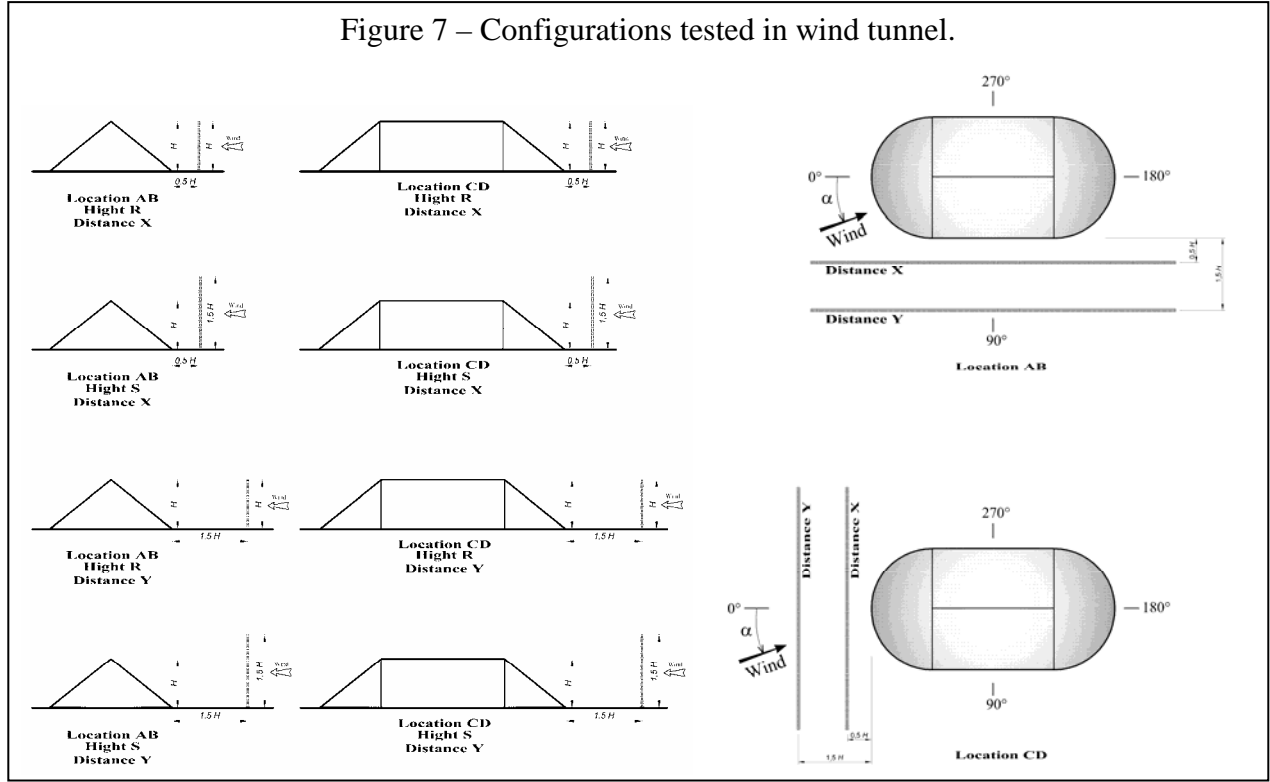 Figure 7 – Configurations tested in wind tunnel.
H
H
Wind
0,5 H
Location AB
Hight R
Distance X
H
H
Wind
0,5 H
Location CD
Hight R
Distance X
H
1,5 H
Wind
0,5 H
Location AB
Hight S
Distance X
H
1,5 H
Wind
0,5 H
Location CD
Hight S
Distance X
H
H
Wind
1,5 H
Location AB
Hight R
Distance Y
H
H
Wind
1,5 H
Location CD
Hight R
Distance Y
H
1,5 H
Wind
1,5 H
Location AB
Hight S
Distance Y
H
1,5 H
Wind
1,5 H
Location CD
Hight S
Distance Y
270°
0°
α
Wind
180°
0,5 H
1,5 H
Distance X
Distance Y
90°
Location AB
Distance Y
Distance X
270°
0°
α
Wind
180°
90°
0,5 H
1,5 H
Location CD